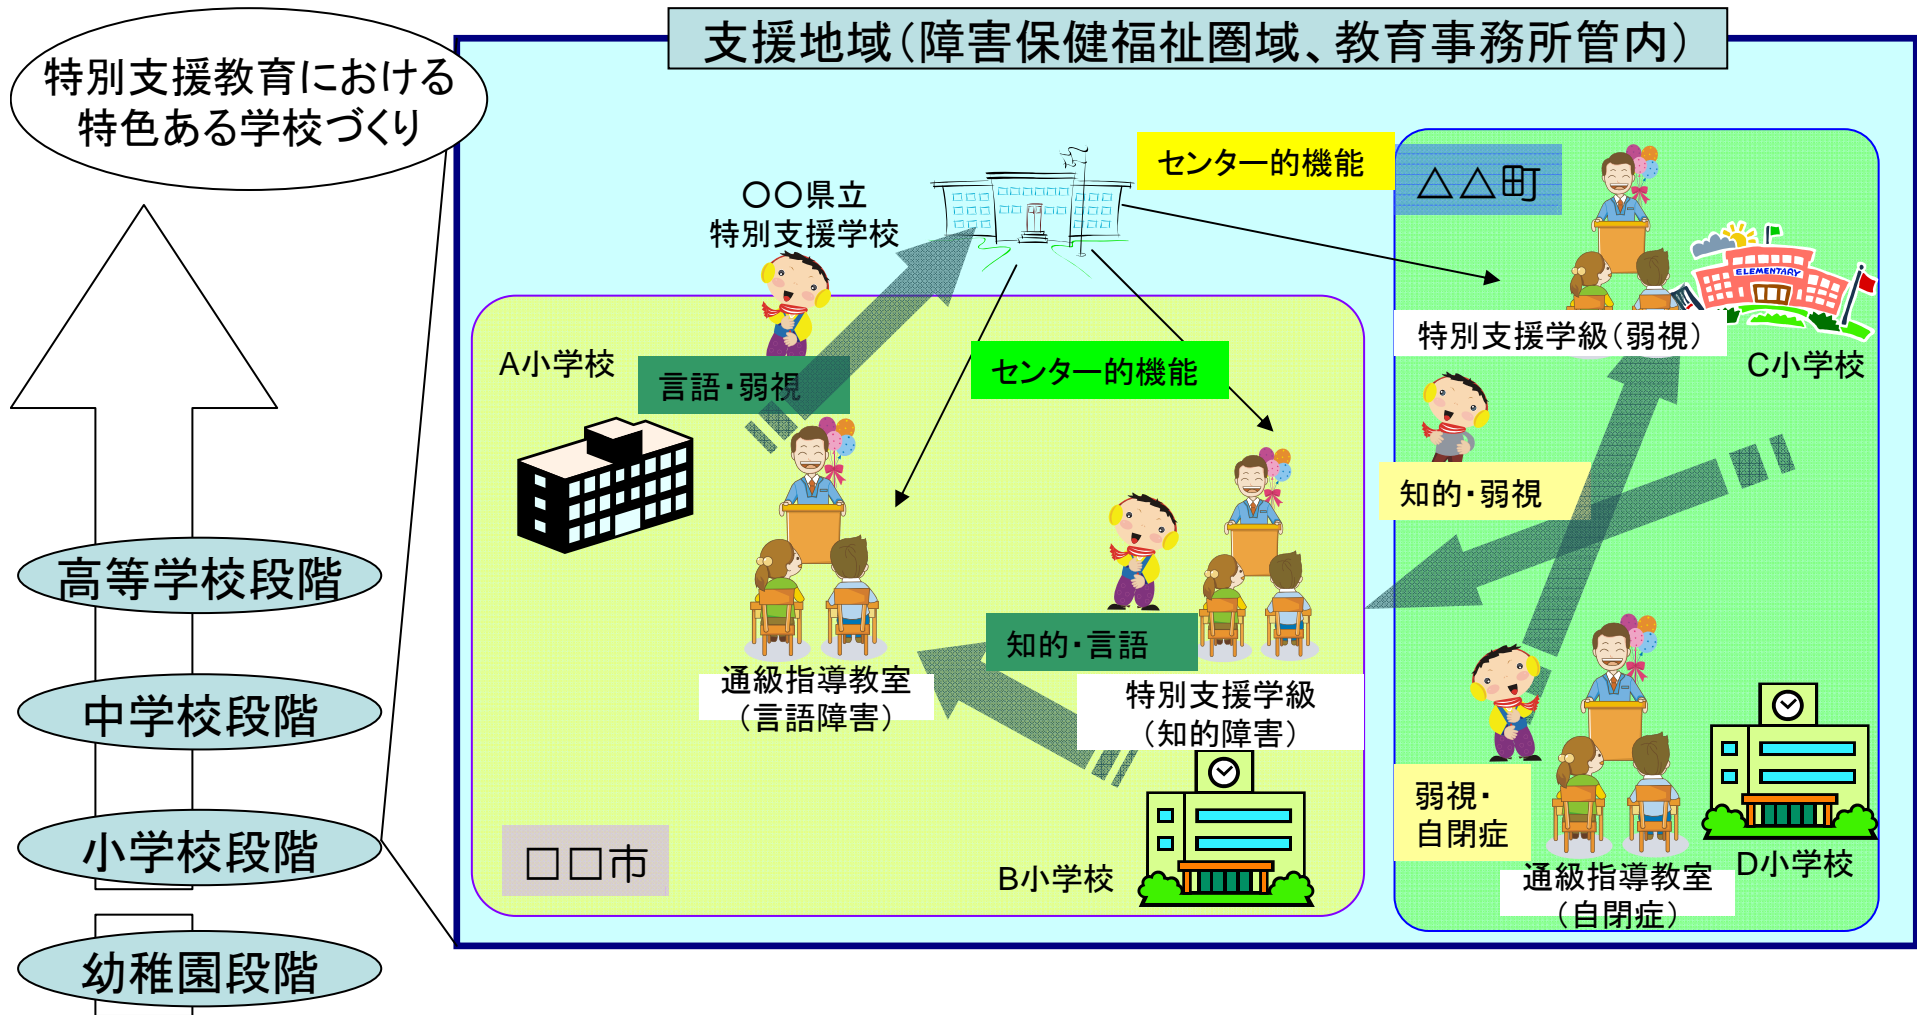 支援地域（障害保健福祉圏域、教育事務所管内）
特別支援教育における
特色ある学校づくり
高等学校段階
中学校段階
小学校段階
幼稚園段階
〇〇県立
特別支援学校
センター的機能
△△町
ELEMENTARY
特別支援学級（弱視）
C小学校
A小学校
言語・弱視
センター的機能
知的・弱視
知的・言語
通級指導教室
（言語障害）
特別支援学級
（知的障害）
□□市
B小学校
弱視・
自閉症
通級指導教室
（自閉症）
D小学校